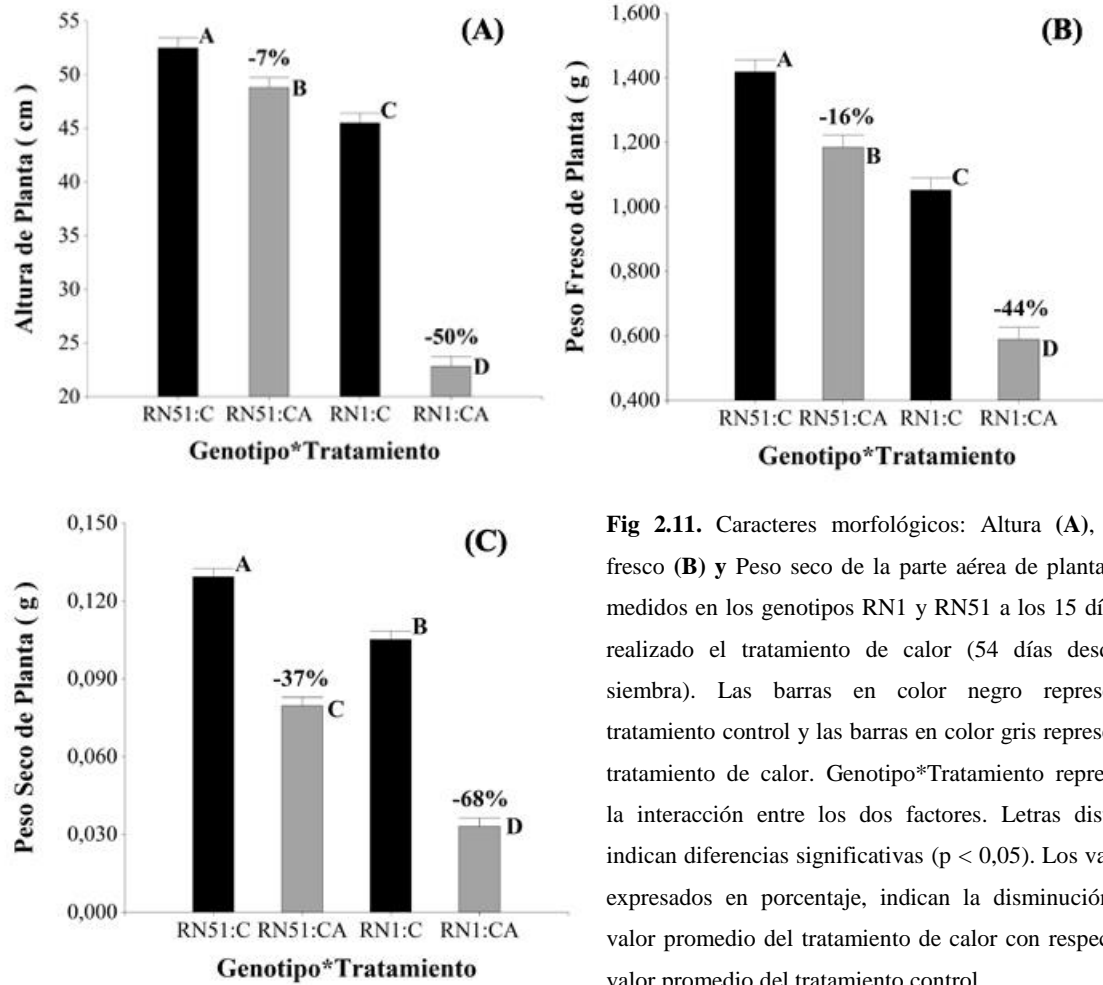 (A)
Altura de Planta ( cm )
55
50
45
40
35
30
25
20
A
-7%
B
C
-50%
D
RN51:C RN51:CA RN1:C RN1:CA
Genotipo*Tratamiento
(B)
Peso Fresco de Planta ( g )
1,600
1,400
1,200
1,000
0,800
0,600
0,400
A
-16%
B
C
-44%
D
RN51:C RN51:CA RN1:C RN1:CA
Genotipo*Tratamiento
(C)
Peso Seco de Planta ( g )
0,150
0,120
0,090
0,060
0,030
0,000
A
-37%
C
B
-68%
D
RN51:C RN51:CA RN1:C RN1:CA
Genotipo*Tratamiento
Fig 2.11. Caracteres morfológicos: Altura (A),
fresco (B) y Peso seco de la parte aérea de planta
medidos en los genotipos RN1 y RN51 a los 15 dí
realizado el tratamiento de calor (54 días des
siembra). Las barras en color negro repres
tratamiento control y las barras en color gris repres
tratamiento de calor. Genotipo*Tratamiento repre
la interacción entre los dos factores. Letras dis
indican diferencias significativas (p < 0,05). Los va
expresados en porcentaje, indican la disminución
valor promedio del tratamiento de calor con respec
valor promedio del tratamiento control